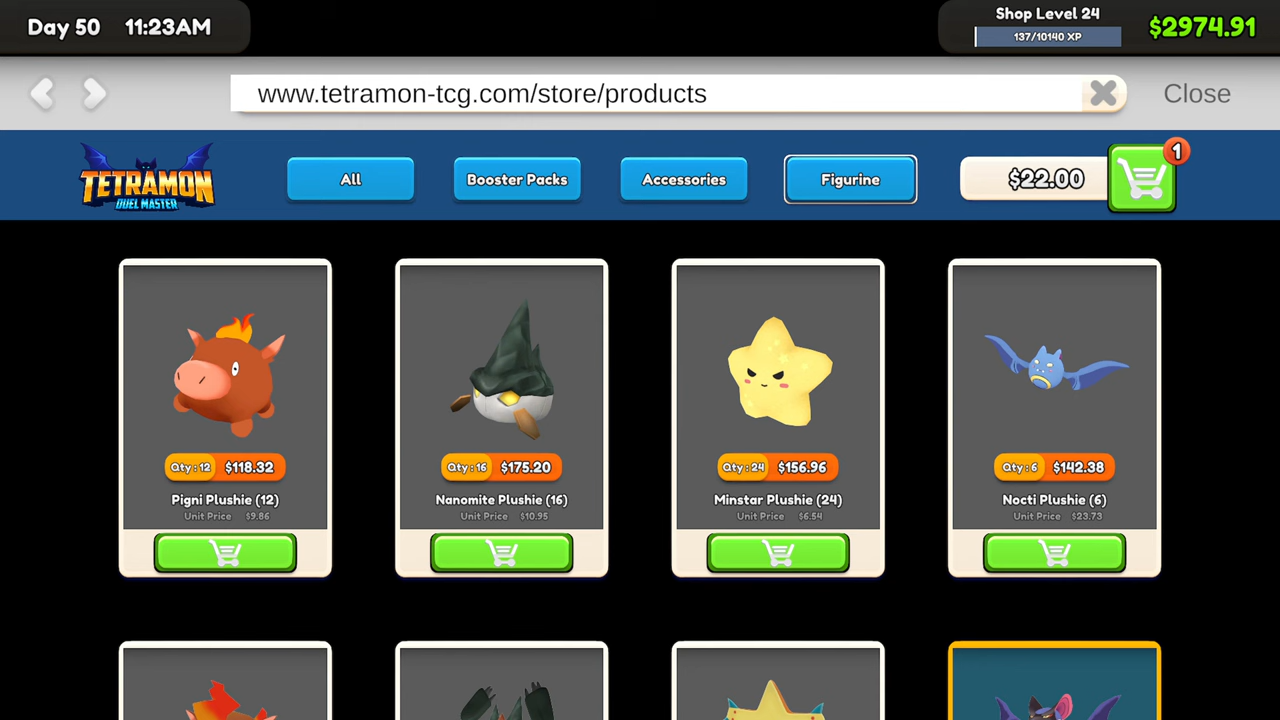 Day 50 11:23AM
Shop Level 24
137/10140 XP
$2974.91
www.tetramon-tcg.com/store/products
Close
TETRAMON
DUEL MASTER
All
Booster Packs
Accessories
Figurine
$22.00
1
Qty : 12 $118.32
Pigni Plushie (12)
Unit Price $9.86
Qty : 16 $175.20
Nanomite Plushie (16)
Unit Price $10.95
Qty : 24 $156.96
Minstar Plushie (24)
Unit Price $6.54
Qty : 6 $142.38
Nocti Plushie (6)
Unit Price $23.73